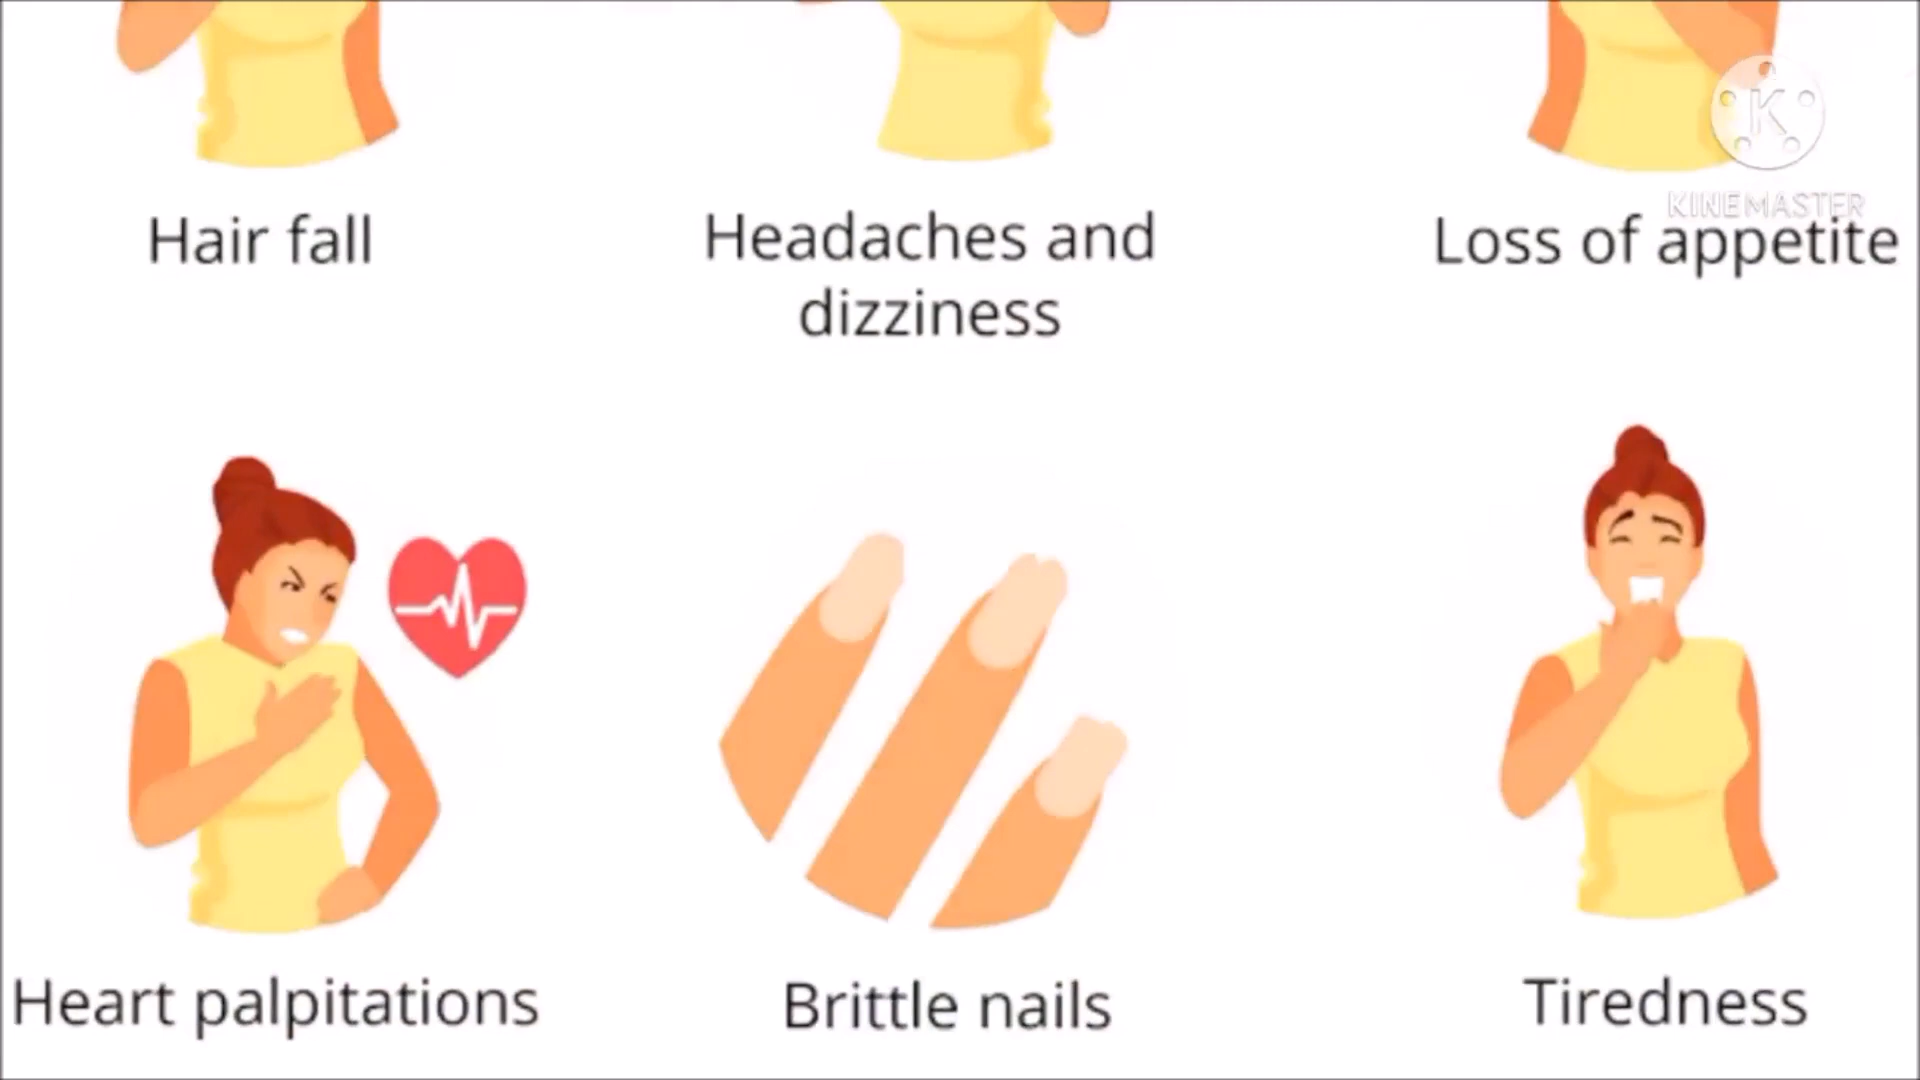 K
KINEMASTER
Hair fall
Headaches and
dizziness
Loss of appetite
Heart palpitations
Brittle nails
Tiredness